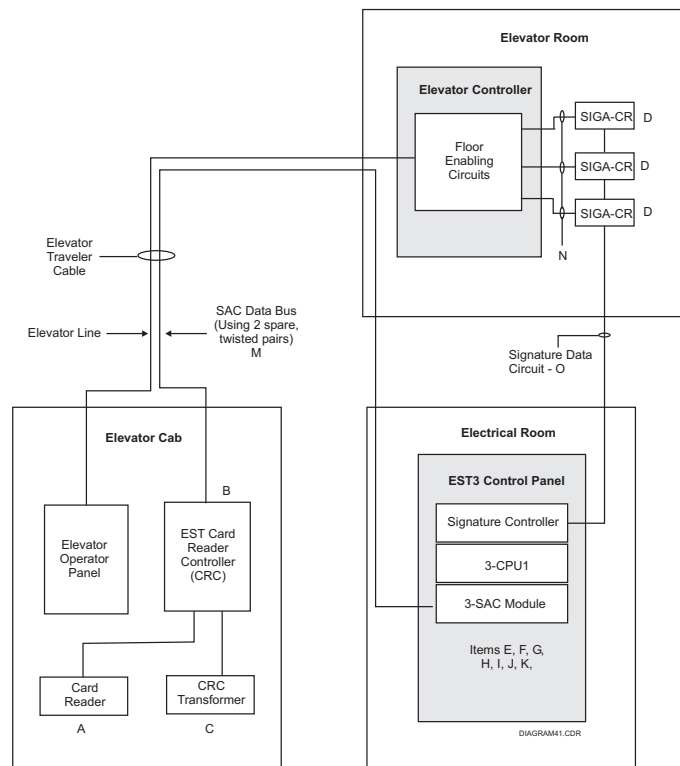 Elevator Room
Elevator Controller
Floor
Enabling
Circuits
SIGA-CR
D
SIGA-CR
D
SIGA-CR
D
N
Elevator
Traveler
Cable
Elevator Line
SAC Data Bus
(Using 2 spare,
twisted pairs)
M
Signature Data
Circuit - O
Elevator Cab
B
Elevator
Operator
Panel
EST Card
Reader
Controller
(CRC)
Card
Reader
A
CRC
Transformer
C
Electrical Room
EST3 Control Panel
Signature Controller
3-CPU1
3-SAC Module
Items E, F, G,
H, I, J, K,
DIAGRAM41.CDR